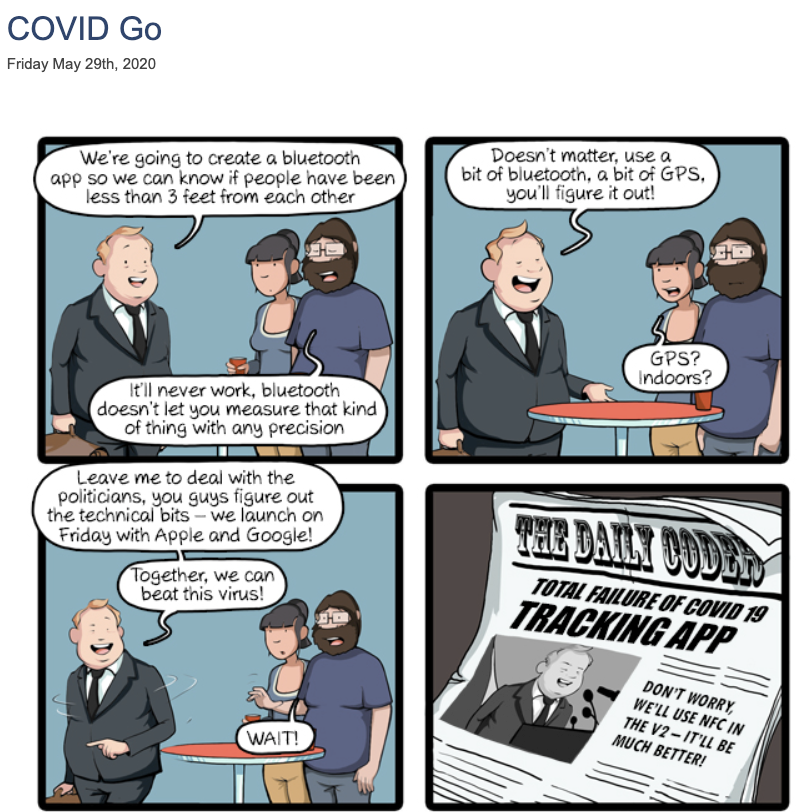 COVID Go
Friday May 29th, 2020
We're going to create a bluetooth
app so we can know if people have been
less than 3 feet from each other
It'll never work, bluetooth
doesn't let you measure that kind
of thing with any precision
Doesn't matter, use a
bit of bluetooth, a bit of GPS,
you'll figure it out!
GPS?
Indoors?
Leave me to deal with the
politicians, you guys figure out
the technical bits – we launch on
Friday with Apple and Google!
Together, we can
beat this virus!
WAIT!
THE DAILY CODER
TOTAL FAILURE OF COVID 19
TRACKING APP
DON'T WORRY,
WE'LL USE NFC IN
THE V2 – IT'LL BE
MUCH BETTER!